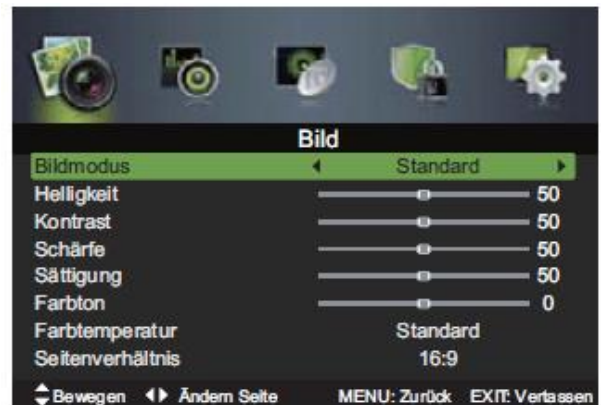 Bild
Bildmodus Standard
Helligkeit 50
Kontrast 50
Schärfe 50
Sättigung 50
Farbton 0
Farbtemperatur Standard
Seitenverhältnis 16:9
Bewegen Ändern Seite MENU: Zurück EXIT: Vertassen